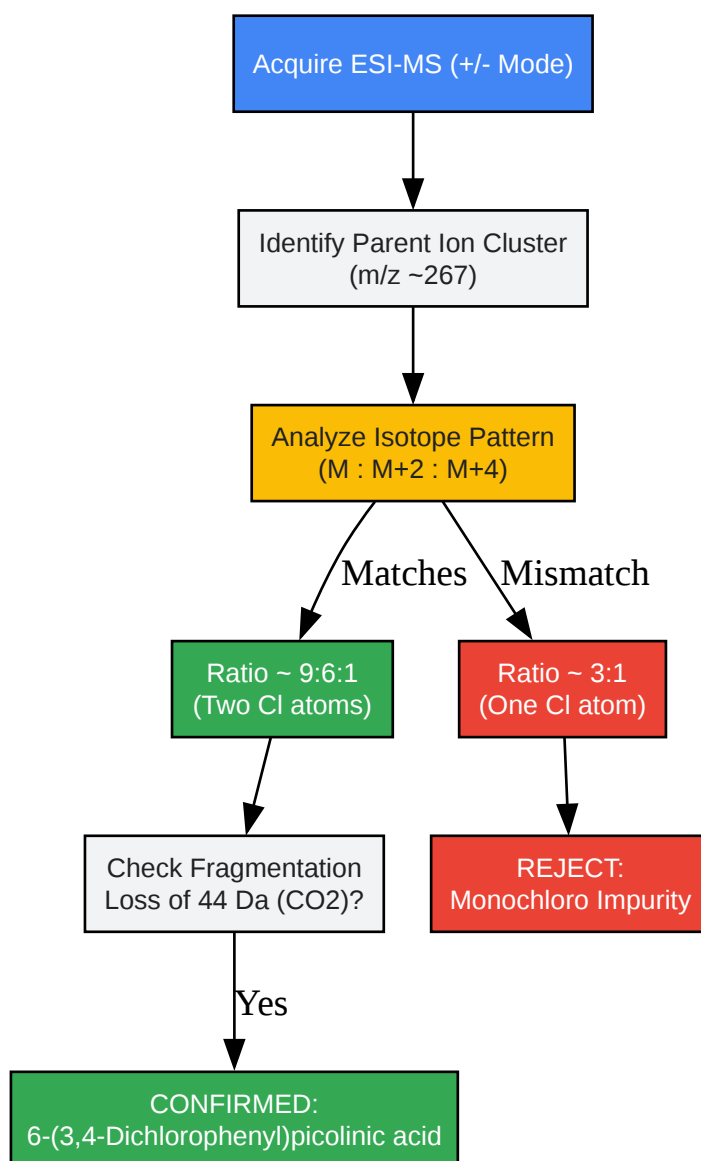 Acquire ESI-MS (+/- Mode)
Identify Parent Ion Cluster
(m/z ~267)
Analyze Isotope Pattern
(M : M+2 : M+4)
Matches
Mismatch
Ratio ~ 9:6:1
(Two Cl atoms)
Ratio ~ 3:1
(One Cl atom)
Check Fragmentation
Loss of 44 Da (CO2)?
REJECT:
Monochloro Impurity
Yes
CONFIRMED:
6-(3,4-Dichlorophenyl)picolinic acid